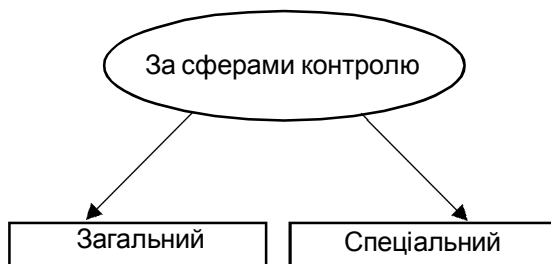 За сферами контролю
Загальний
Спеціальний